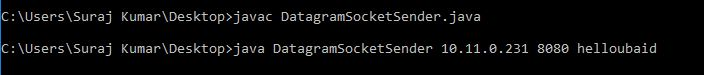 C:\Users\Suraj Kumar\Desktop>javac DatagramSocketSender.java
C:\Users\Suraj Kumar\Desktop>java DatagramSocketSender 10.11.0.231 8080 helloubaid